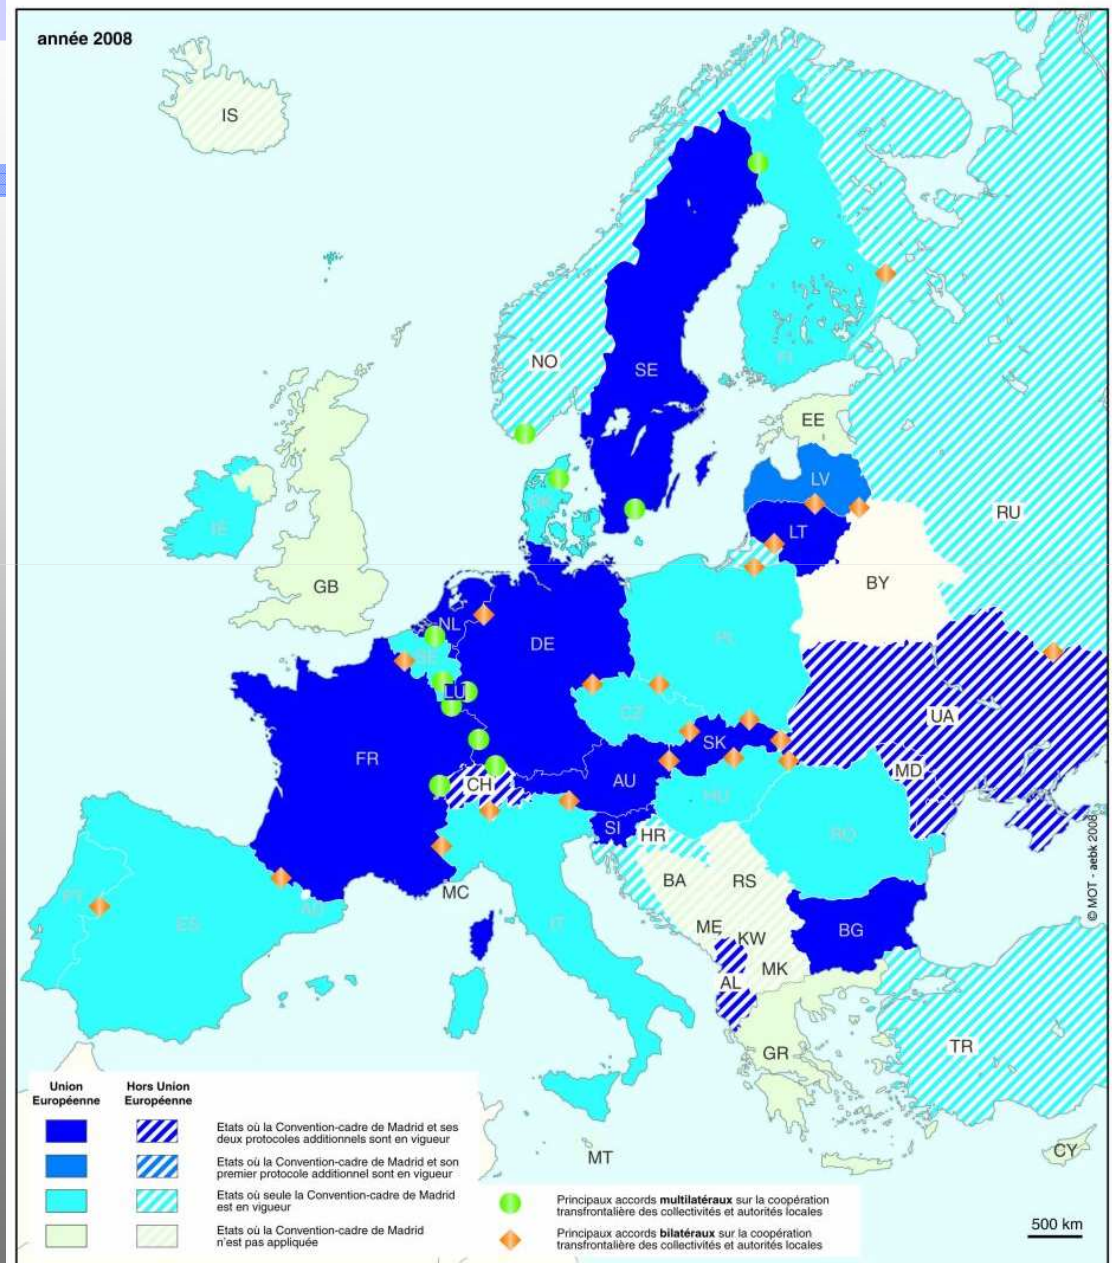 année 2008
IS
NO
SE
FI
EE
LV
LT
RU
BY
DK
IE
GB
NL
DE
BE
LU
PL
CZ
UA
SK
MD
FR
CH
AU
HU
RO
SI
HR
BA
RS
MC
PT
ES
AD
IT
ME
KW
BG
MK
AL
GR
TR
MT
CY
© MOT - aebk 2008
Union
Européenne
Hors Union
Européenne
Etats où la Convention-cadre de Madrid et ses
deux protocoles additionnels sont en vigueur
Etats où la Convention-cadre de Madrid et son
premier protocole additionnel sont en vigueur
Etats où seule la Convention-cadre de Madrid
est en vigueur
Etats où la Convention-cadre de Madrid
n'est pas appliquée
Principaux accords multilatéraux sur la coopération
transfrontalière des collectivités et autorités locales
Principaux accords bilatéraux sur la coopération
transfrontalière des collectivités et autorités locales
500 km